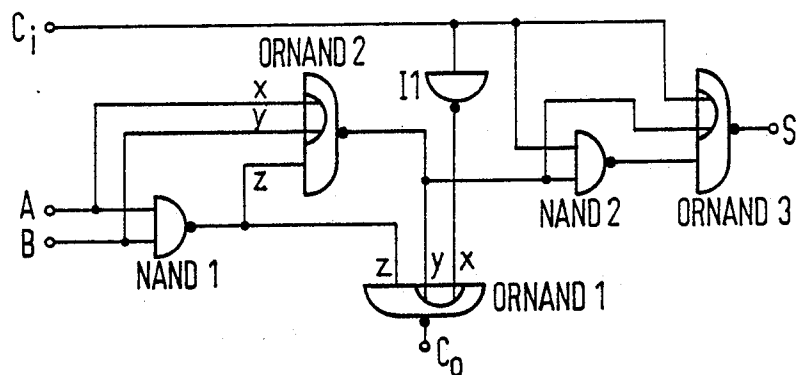 Ci
ORNAND 2
I1
x
y
z
S
A
B
NAND 1
NAND 2
ORNAND 3
z
y
x
ORNAND 1
Co